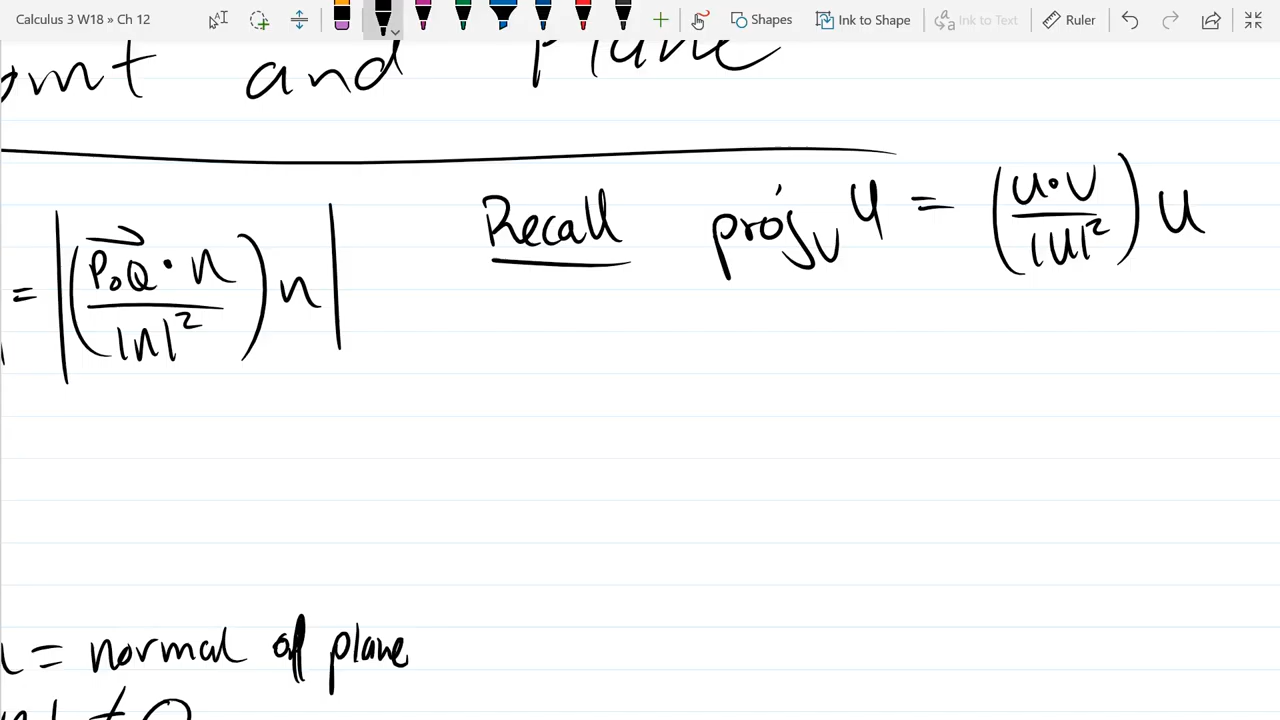 Calculus 3 W18 » Ch 12
Shapes
Ink to Shape
Ink to Text
Ruler
and Plane
= |(P₀Q⃗ · n / |n|²) n|
Recall proj_v u = (u·v / |u|²) u
= normal of plane